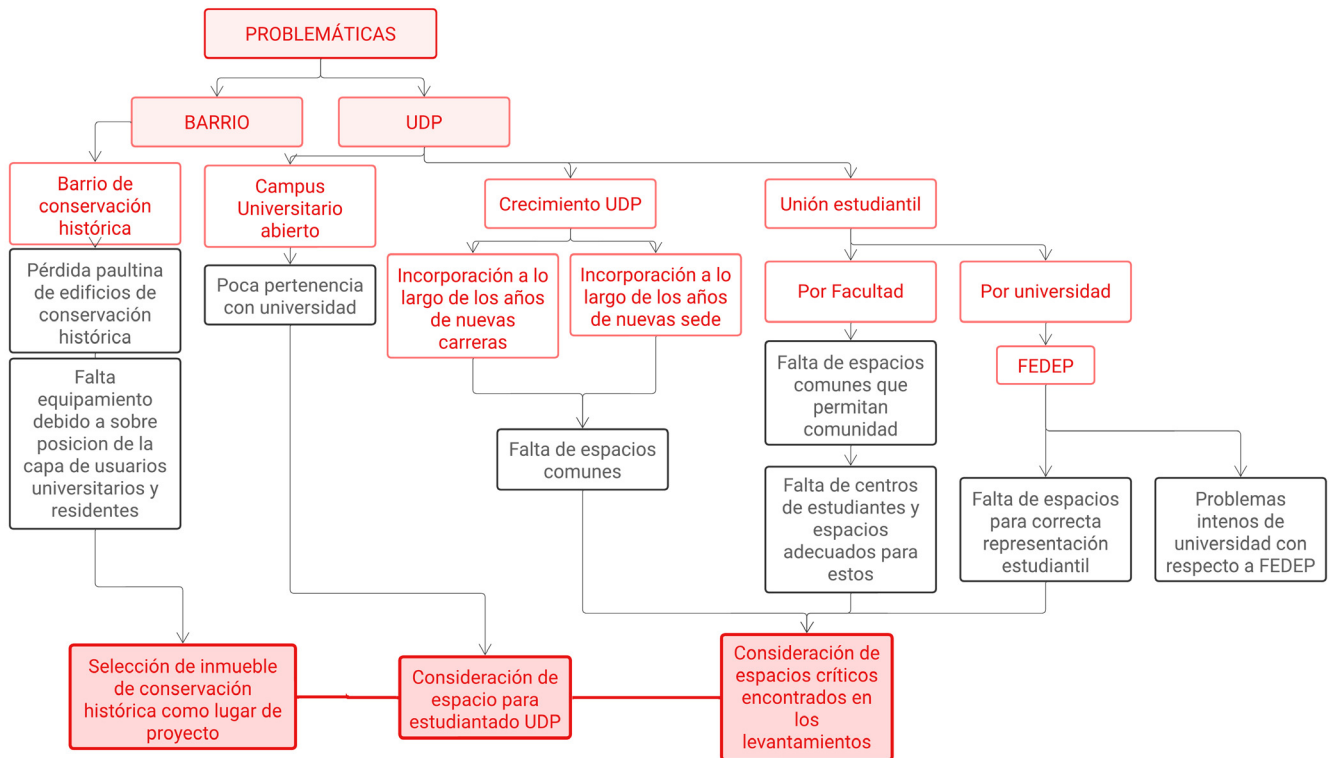 PROBLEMÁTICAS
BARRIO
UDP
Barrio de
conservación
histórica
Campus
Universitario
abierto
Crecimiento UDP
Unión estudiantil
Pérdida paultina
de edificios de
conservación
histórica
Poca pertenencia
con universidad
Incorporación a lo
largo de los años
de nuevas
carreras
Incorporación a lo
largo de los años
de nuevas sede
Por Facultad
Por universidad
Falta
equipamiento
debido a sobre
posicion de la
capa de usuarios
universitarios y
residentes
Falta de espacios
comunes que
permitan
comunidad
FEDEP
Falta de espacios
comunes
Falta de centros
de estudiantes y
espacios
adecuados para
estos
Falta de espacios
para correcta
representación
estudiantil
Problemas
intenos de
universidad con
respecto a FEDEP
Selección de inmueble
de conservación
histórica como lugar de
proyecto
Consideración de
espacio para
estudiantado UDP
Consideración de
espacios críticos
encontrados en
los
levantamientos